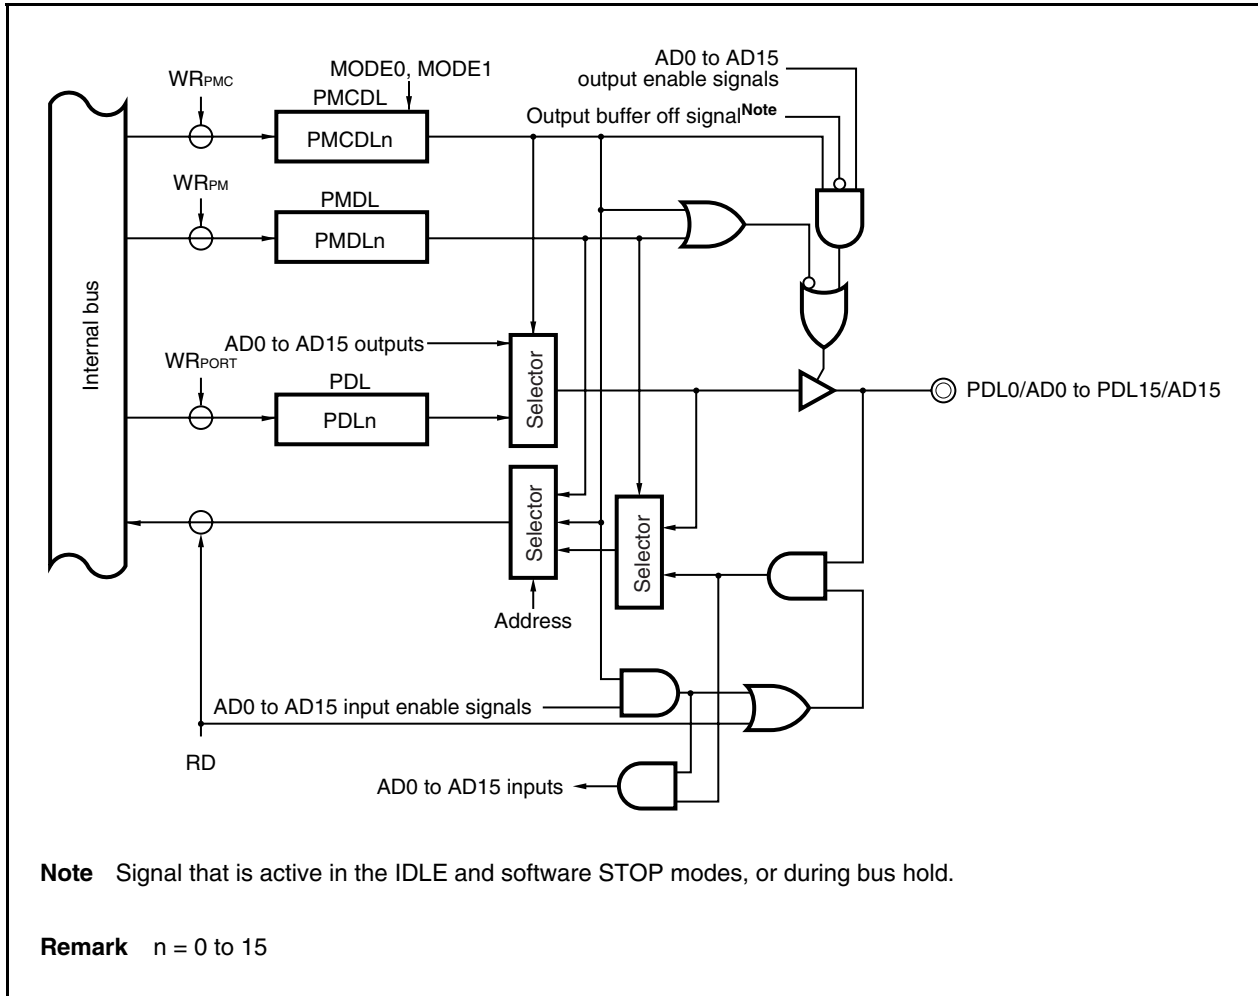 AD0 to AD15
output enable signals
MODE0, MODE1
WRPMC
PMCDL
Output buffer off signalNote
PMCDLn
WRPM
PMDL
PMDLn
Internal bus
AD0 to AD15 outputs
WRPORT
PDL
Selector
PDL0/AD0 to PDL15/AD15
PDLn
Selector
Selector
Address
AD0 to AD15 input enable signals
RD
AD0 to AD15 inputs
Note Signal that is active in the IDLE and software STOP modes, or during bus hold.
Remark n = 0 to 15